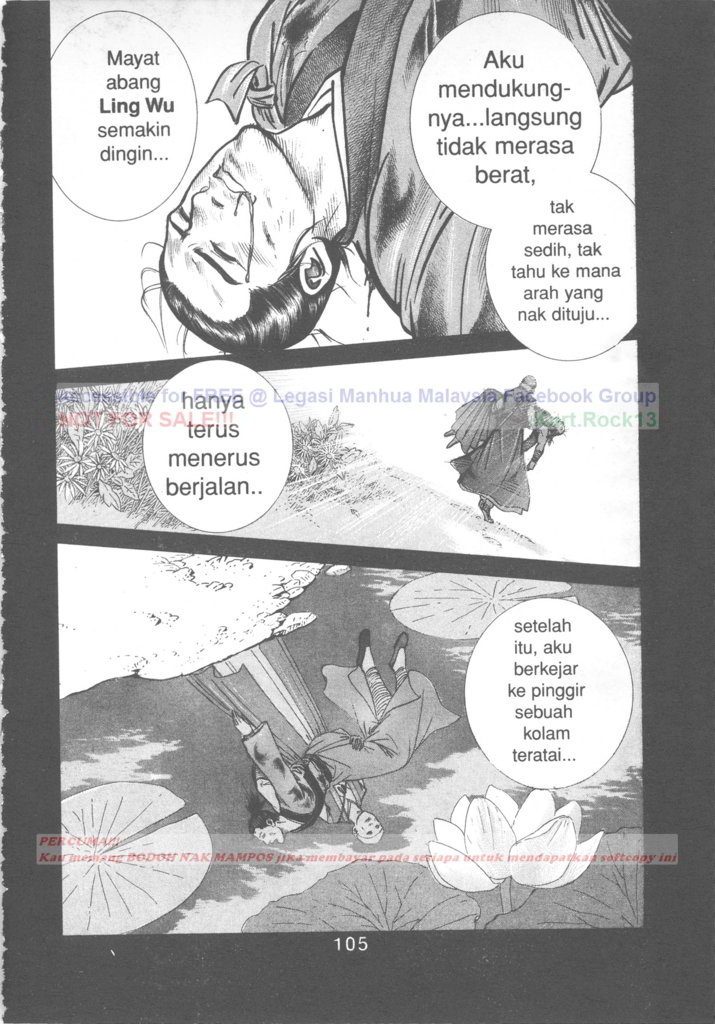 Mayat
abang
Ling Wu
semakin
dingin...
Aku
mendukung-
nya...langsung
tidak merasa
berat,
tak
merasa
sedih, tak
tahu ke mana
arah yang
nak dituju...
Accessible for FREE @ Legasi Manhua Malaysia Facebook Group
NOT FOR SALE!!!
Kurt.Rock13
hanya
terus
menerus
berjalan..
setelah
itu, aku
berkejar
ke pinggir
sebuah
kolam
teratai...
PERCUMA!!
Kau memang BODOH NAK MAMPOS jika membayar pada sesiapa untuk mendapatkan softcopy ini
105